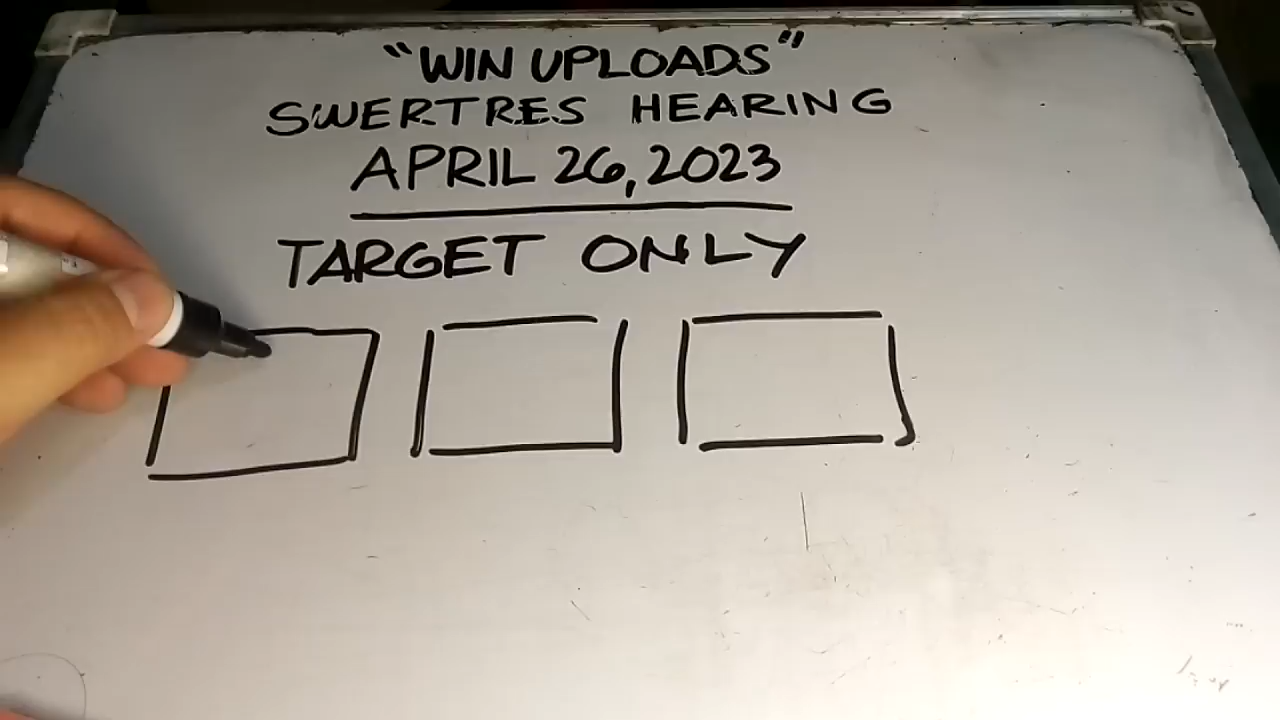 "WIN UPLOADS"
SWERTRES HEARING
APRIL 26, 2023
TARGET ONLY